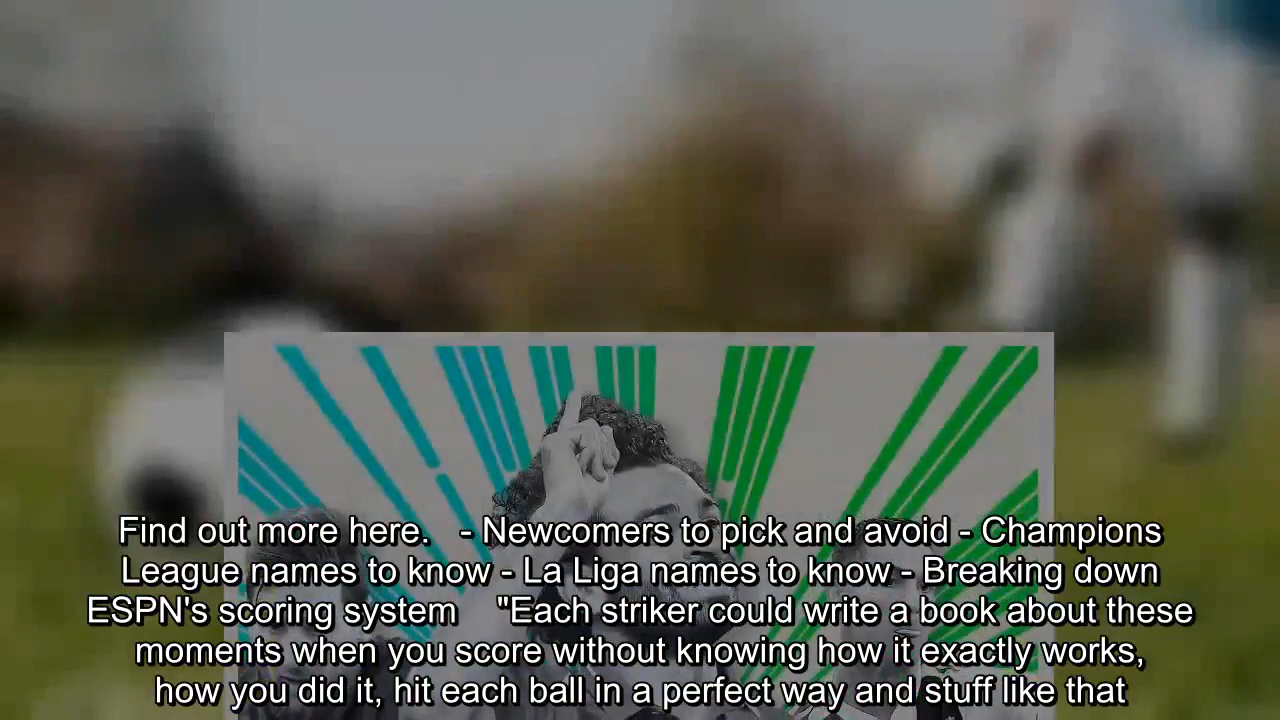 Find out more here.   - Newcomers to pick and avoid - Champions
League names to know - La Liga names to know - Breaking down
ESPN's scoring system    "Each striker could write a book about these
moments when you score without knowing how it exactly works,
how you did it, hit each ball in a perfect way and stuff like that